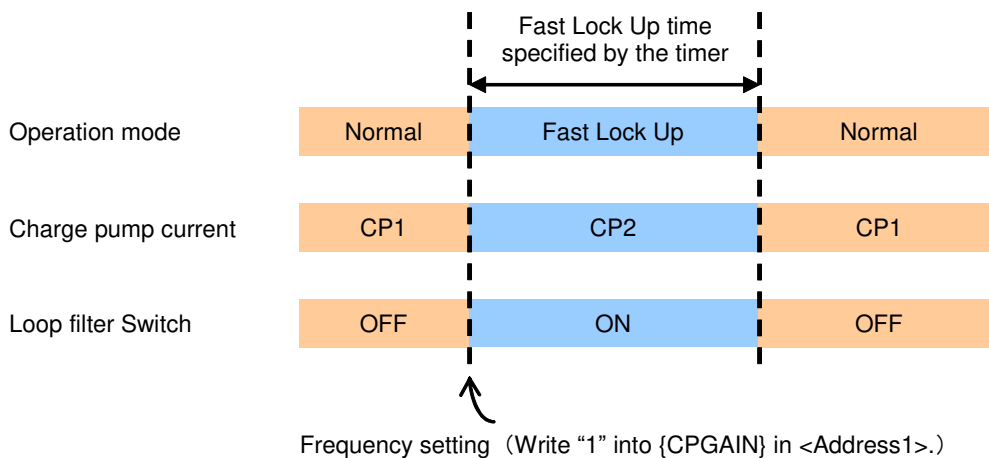 Fast Lock Up time
specified by the timer
Operation mode Normal Fast Lock Up Normal
Charge pump current CP1 CP2 CP1
Loop filter Switch OFF ON OFF
Frequency setting（Write “1” into {CPGAIN} in <Address1>.）